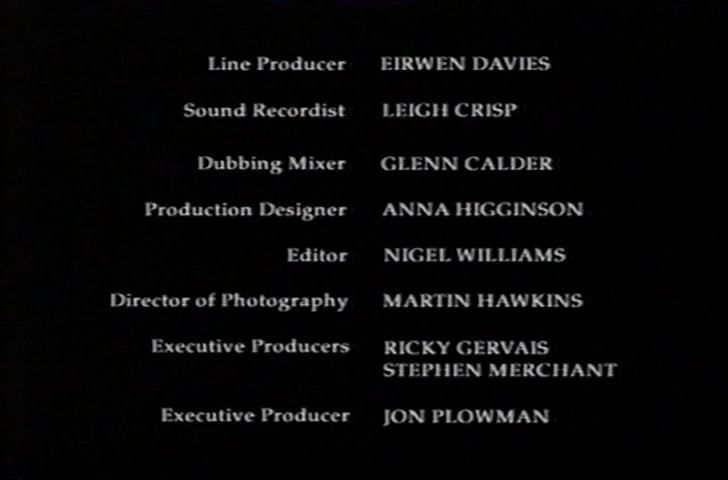 Line Producer EIRWEN DAVIES
Sound Recordist LEIGH CRISP
Dubbing Mixer GLENN CALDER
Production Designer ANNA HIGGINSON
Editor NIGEL WILLIAMS
Director of Photography MARTIN HAWKINS
Executive Producers RICKY GERVAIS
STEPHEN MERCHANT
Executive Producer JON PLOWMAN